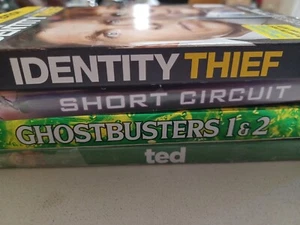 IDENTITY THIEF
SHORT CIRCUIT
GHOSTBUSTERS 1 & 2
ted